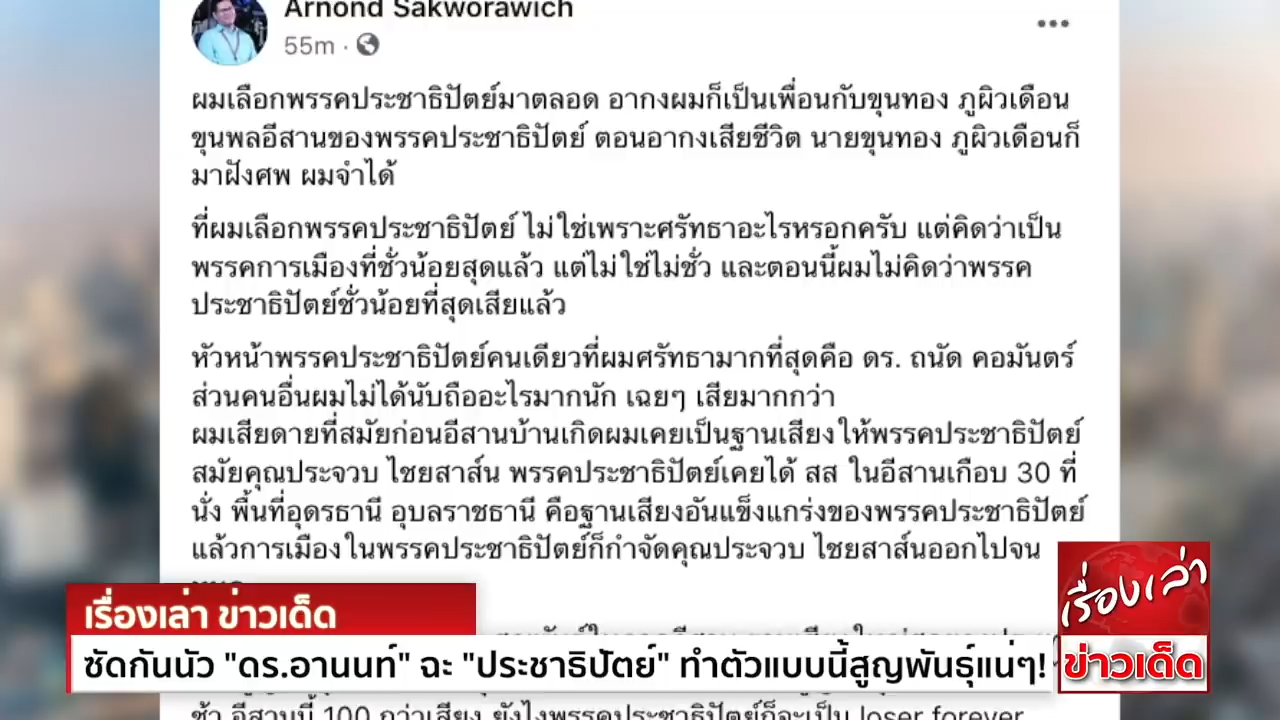 Arnond Sakworawich
55m
ผมเลือกพรรคประชาธิปัตย์มาตลอด อากงผมก็เป็นเพื่อนกับขุนทอง ภูผิวเดือน
ขุนพลอีสานของพรรคประชาธิปัตย์ ตอนอากงเสียชีวิต นายขุนทอง ภูผิวเดือนก็
มาฝังศพ ผมจำได้
ที่ผมเลือกพรรคประชาธิปัตย์ ไม่ใช่เพราะศรัทธาอะไรหรอกครับ แต่คิดว่าเป็น
พรรคการเมืองที่ชั่วน้อยสุดแล้ว แต่ไม่ใช่ไม่ชั่ว และตอนนี้ผมไม่คิดว่าพรรค
ประชาธิปัตย์ชั่วน้อยที่สุดเสียแล้ว
หัวหน้าพรรคประชาธิปัตย์คนเดียวที่ผมศรัทธามากที่สุดคือ ดร. ถนัด คอมันตร์
ส่วนคนอื่นผมไม่ได้นับถืออะไรมากนัก เฉยๆ เสียมากกว่า
ผมเสียดายที่สมัยก่อนอีสานบ้านเกิดผมเคยเป็นฐานเสียงให้พรรคประชาธิปัตย์
สมัยคุณประจวบ ไชยสาส์น พรรคประชาธิปัตย์เคยได้ สส ในอีสานเกือบ 30 ที่
นั่ง พื้นที่อุดรธานี อุบลราชธานี คือฐานเสียงอันแข็งแกร่งของพรรคประชาธิปัตย์
แล้วการเมืองในพรรคประชาธิปัตย์ก็กำจัดคุณประจวบ ไชยสาส์นออกไปจน
เรื่องเล่า ข่าวเด็ด
ซัดกันนัว "ดร.อานนท์" ฉะ "ประชาธิปัตย์" ทำตัวแบบนี้สูญพันธุ์แน่ๆ!
เรื่องเล่า
ข่าวเด็ด
ช้า อีสานนี้ 100 กว่าเสียง ยังไงพรรคประชาธิปัตย์ก็จะเป็น loser forever